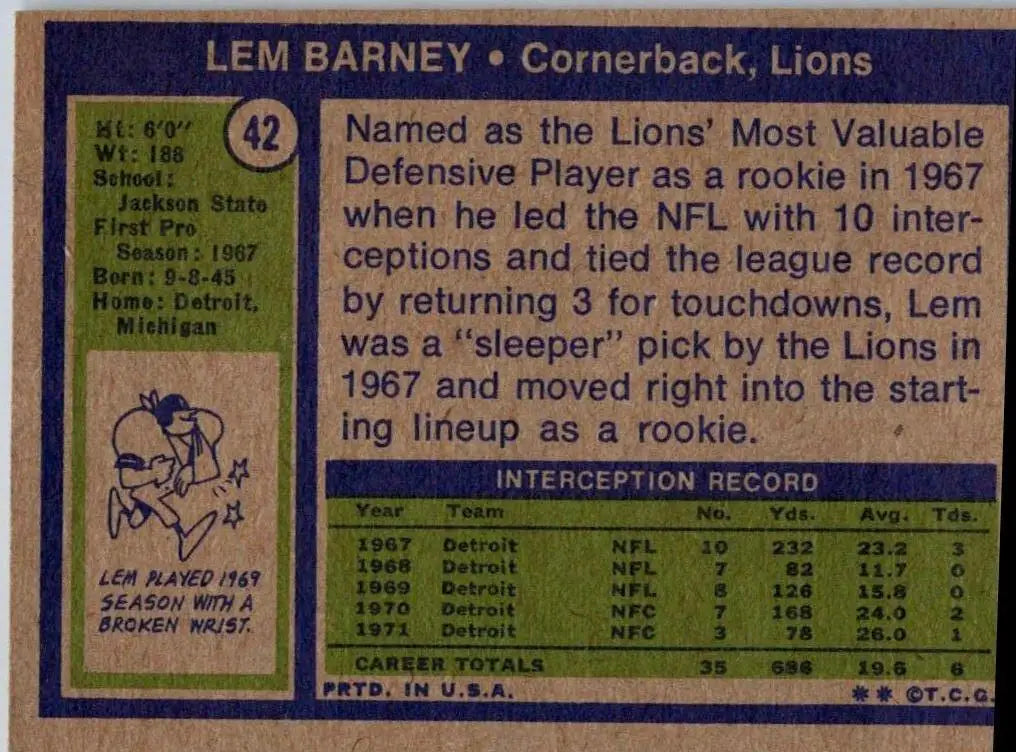 LEM BARNEY • Cornerback, Lions
42
Ht: 6'0"
Wt: 188
School:
Jackson State
First Pro
Season: 1967
Born: 9-8-45
Home: Detroit,
Michigan
LEM PLAYED 1969
SEASON WITH A
BROKEN WRIST.
Named as the Lions' Most Valuable
Defensive Player as a rookie in 1967
when he led the NFL with 10 inter-
ceptions and tied the league record
by returning 3 for touchdowns, Lem
was a "sleeper" pick by the Lions in
1967 and moved right into the start-
ing lineup as a rookie.
INTERCEPTION RECORD
Year Team No. Yds. Avg. Tds.
1967 Detroit NFL 10 232 23.2 3
1968 Detroit NFL 7 82 11.7 0
1969 Detroit NFL 8 126 15.8 0
1970 Detroit NFC 7 168 24.0 2
1971 Detroit NFC 3 78 26.0 1
CAREER TOTALS 35 686 19.6 6
PRTD. IN U.S.A. ** ©T.C.G.